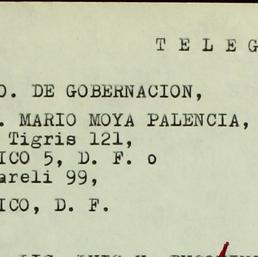 T E L E G
O. DE GOBERNACION,
. MARIO MOYA PALENCIA,
Tigris 121,
ICO 5, D. F. o
areli 99,
ICO, D. F.